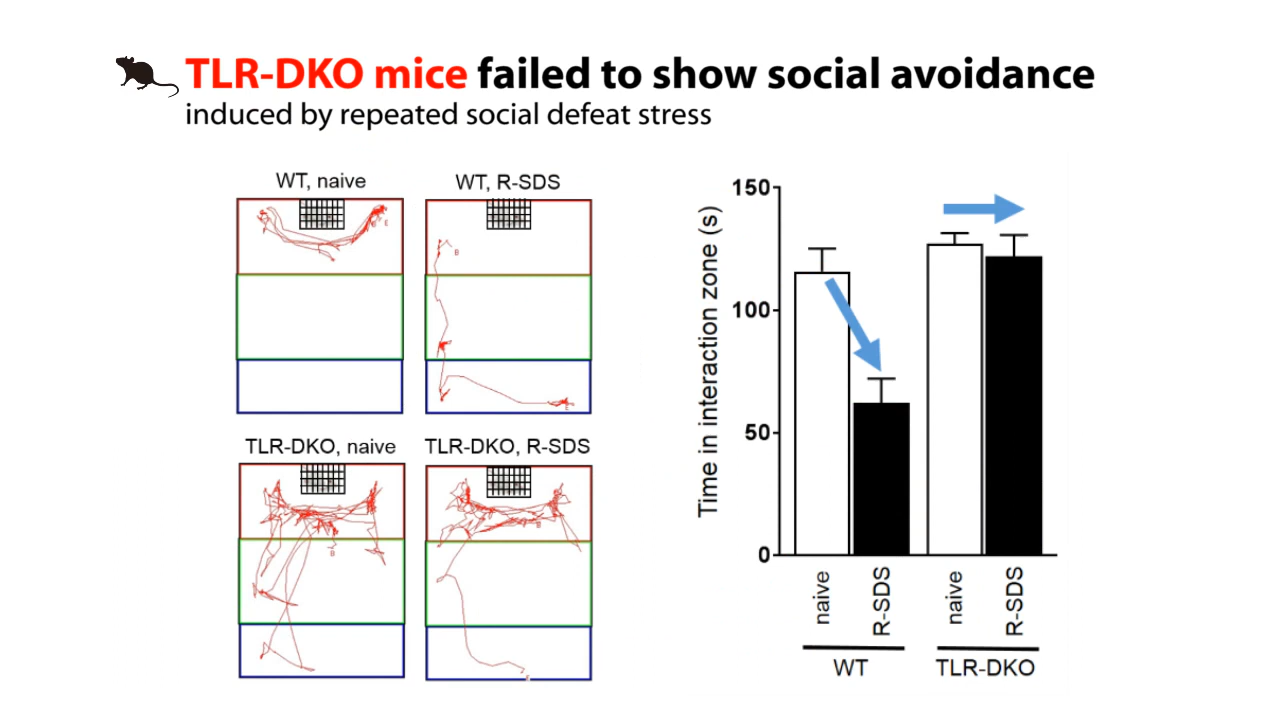 TLR-DKO mice failed to show social avoidance
induced by repeated social defeat stress
WT, naive
WT, R-SDS
B
E
B
E
TLR-DKO, naive
TLR-DKO, R-SDS
B
B
E
Time in interaction zone (s)
150
100
50
0
naive
R-SDS
naive
R-SDS
WT
TLR-DKO